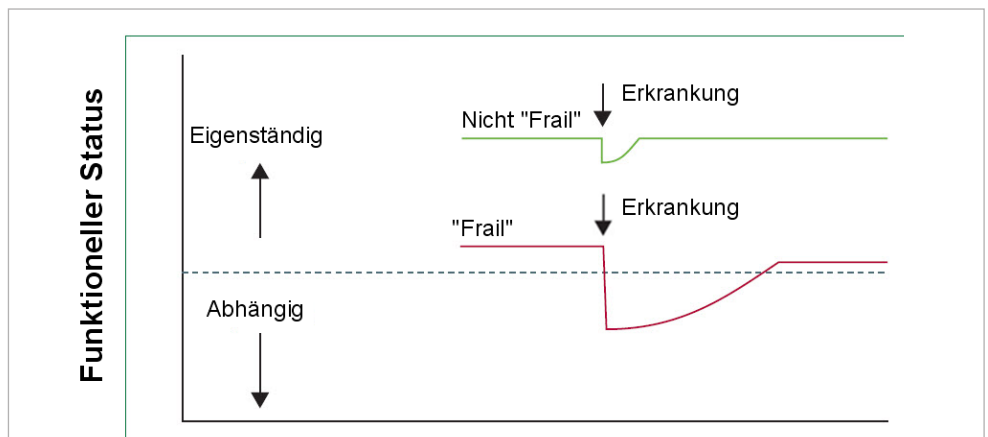 Funktioneller Status
Eigenständig
Abhängig
Erkrankung
Nicht "Frail"
Erkrankung
"Frail"